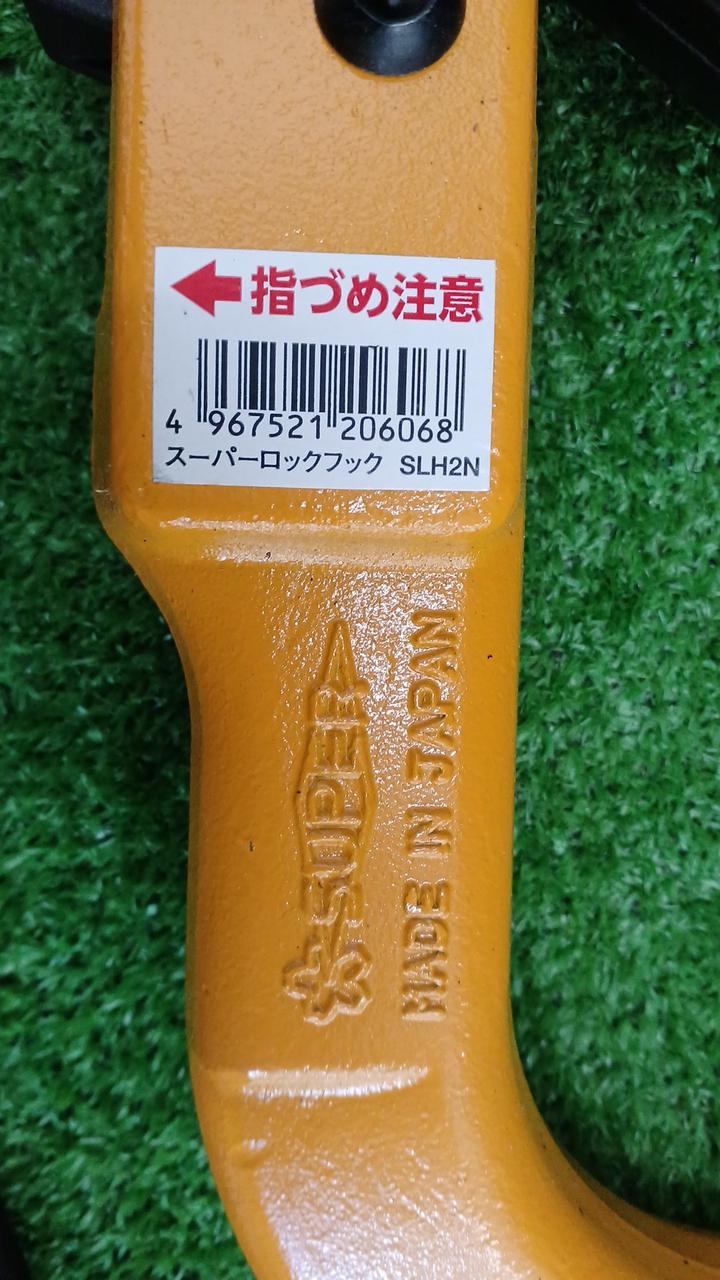 指づめ注意
4 967521 206068
スーパーロックフック SLH2N
SUPER
MADE IN JAPAN